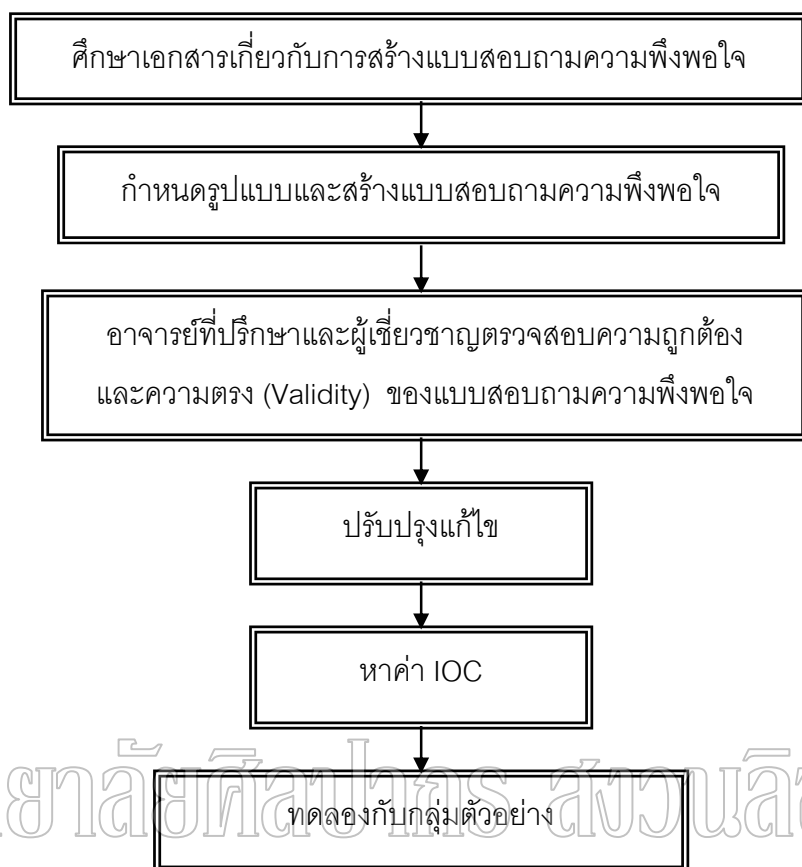 ศึกษาเอกสารเกี่ยวกับการสร้างแบบสอบถามความพึงพอใจ
กำหนดรูปแบบและสร้างแบบสอบถามความพึงพอใจ
อาจารย์ที่ปรึกษาและผู้เชี่ยวชาญตรวจสอบความถูกต้อง
และความตรง (Validity) ของแบบสอบถามความพึงพอใจ
ปรับปรุงแก้ไข
หาค่า IOC
ทดลองกับกลุ่มตัวอย่าง